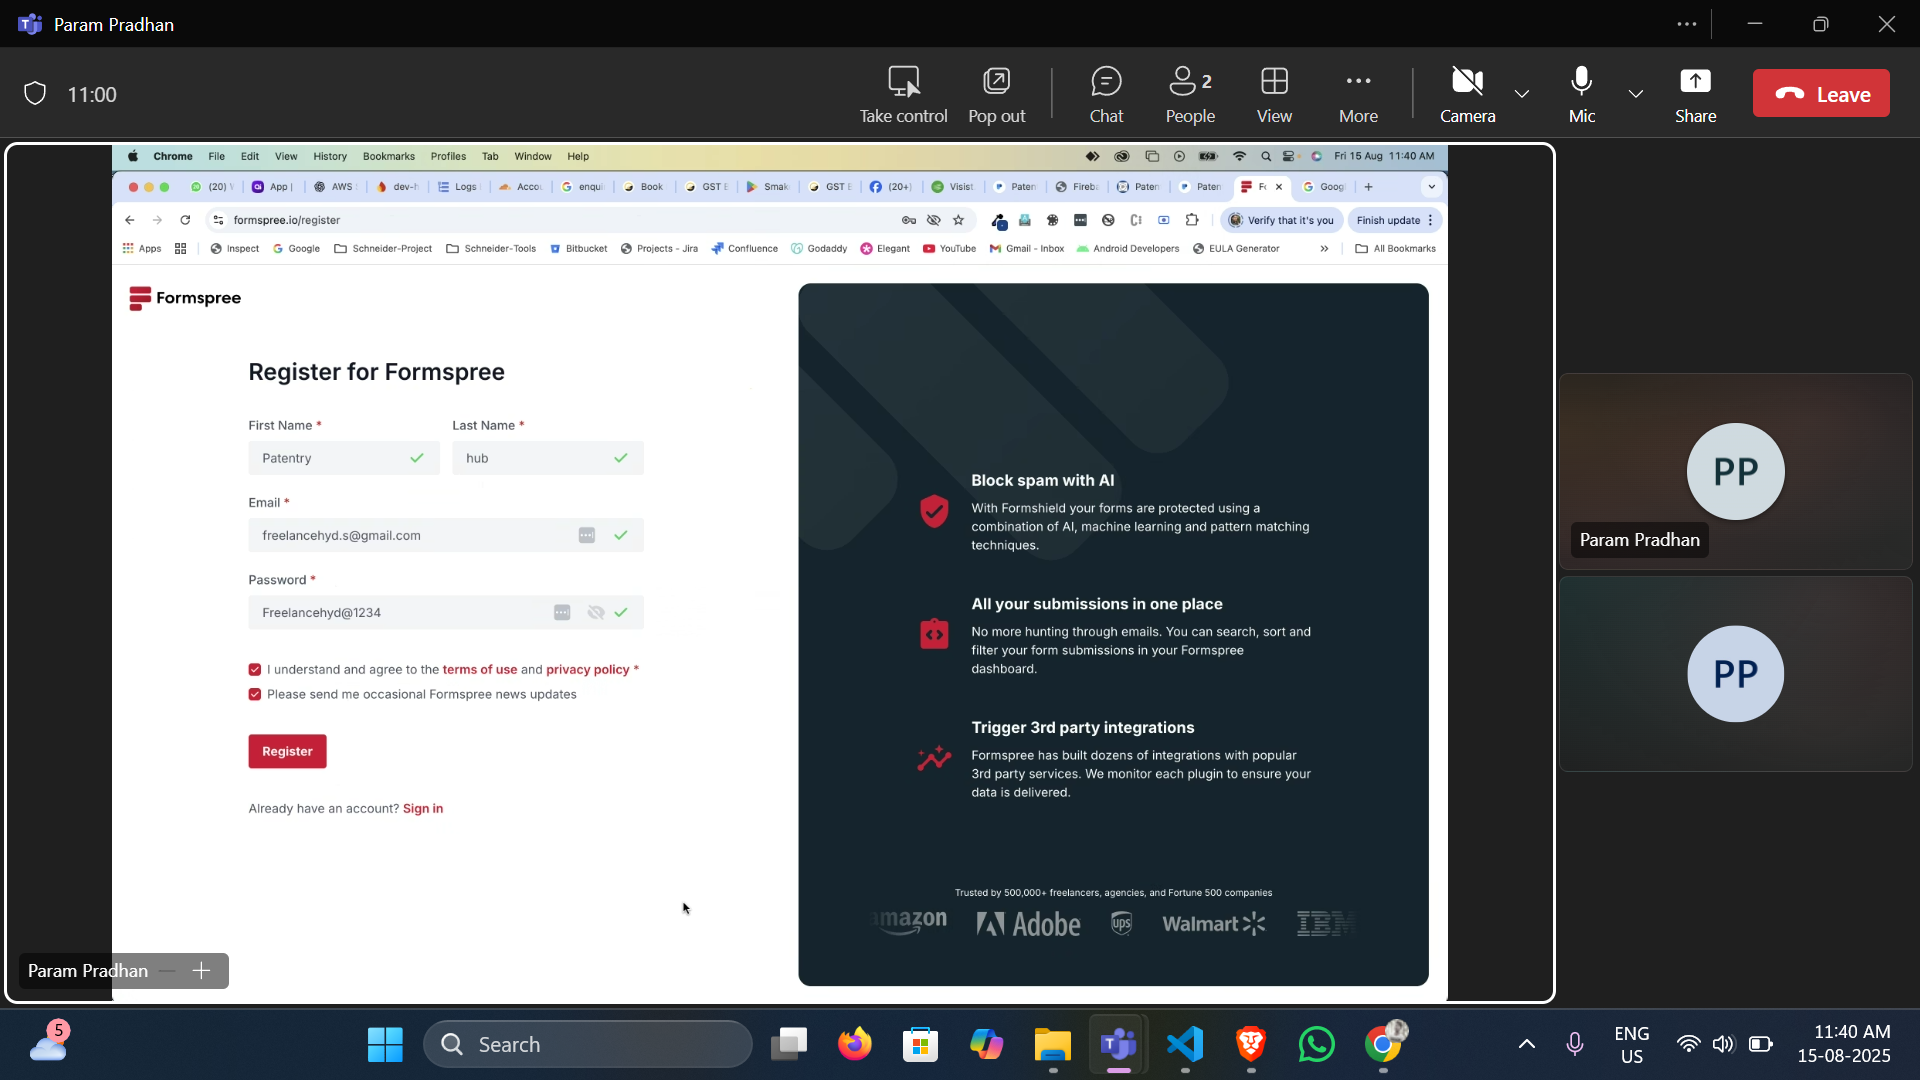 Param Pradhan
11:00
Take control
Pop out
Chat
2
People
View
More
Camera
Mic
Share
Leave
Chrome File Edit View History Bookmarks Profiles Tab Window Help
Fri 15 Aug 11:40 AM
(20) App | AWS dev-h Logs Accou enqui Book GST E Smak GST E (20+) Visist Paten Fireba Paten Paten Fo Goog
formspree.io/register
Verify that it's you
Finish update
Apps Inspect Google Schneider-Project Schneider-Tools Bitbucket Projects - Jira Confluence Godaddy Elegant YouTube Gmail - Inbox Android Developers EULA Generator » All Bookmarks
Formspree
Register for Formspree
First Name *
Last Name *
Patentry
hub
Email *
freelancehyd.s@gmail.com
Password *
Freelancehyd@1234
I understand and agree to the terms of use and privacy policy *
Please send me occasional Formspree news updates
Register
Already have an account? Sign in
Block spam with AI
With Formshield your forms are protected using a
combination of AI, machine learning and pattern matching
techniques.
All your submissions in one place
No more hunting through emails. You can search, sort and
filter your form submissions in your Formspree
dashboard.
Trigger 3rd party integrations
Formspree has built dozens of integrations with popular
3rd party services. We monitor each plugin to ensure your
data is delivered.
Trusted by 500,000+ freelancers, agencies, and Fortune 500 companies
amazon Adobe ups Walmart IBM
Param Pradhan
PP
Param Pradhan
PP
5
Search
ENG
US
11:40 AM
15-08-2025